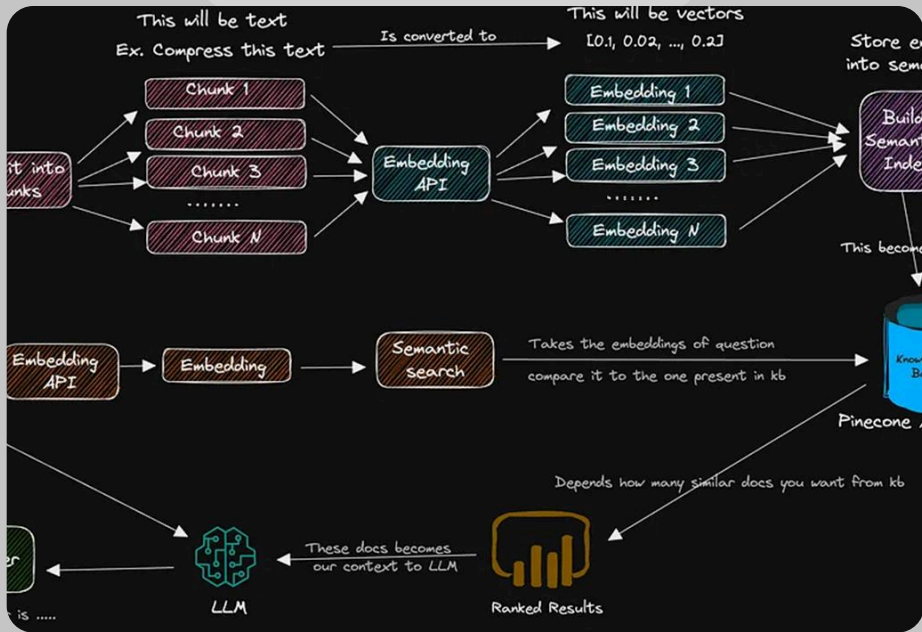 This will be text
Ex. Compress this text
Is converted to
This will be vectors
[0.1, 0.02, ..., 0.2]
Store
into
it into
Chunk 1
Chunk 2
Chunk 3
.......
Chunk N
Embedding
API
Embedding 1
Embedding 2
Embedding 3
.......
Embedding N
Build
This
Embedding
API
Embedding
Semantic
search
Takes the embeddings of question
compare it to the one present in kb
Pinecone
Depends how many similar docs you want from kb
LLM
These docs becomes
our context to LLM
Ranked Results
is .....